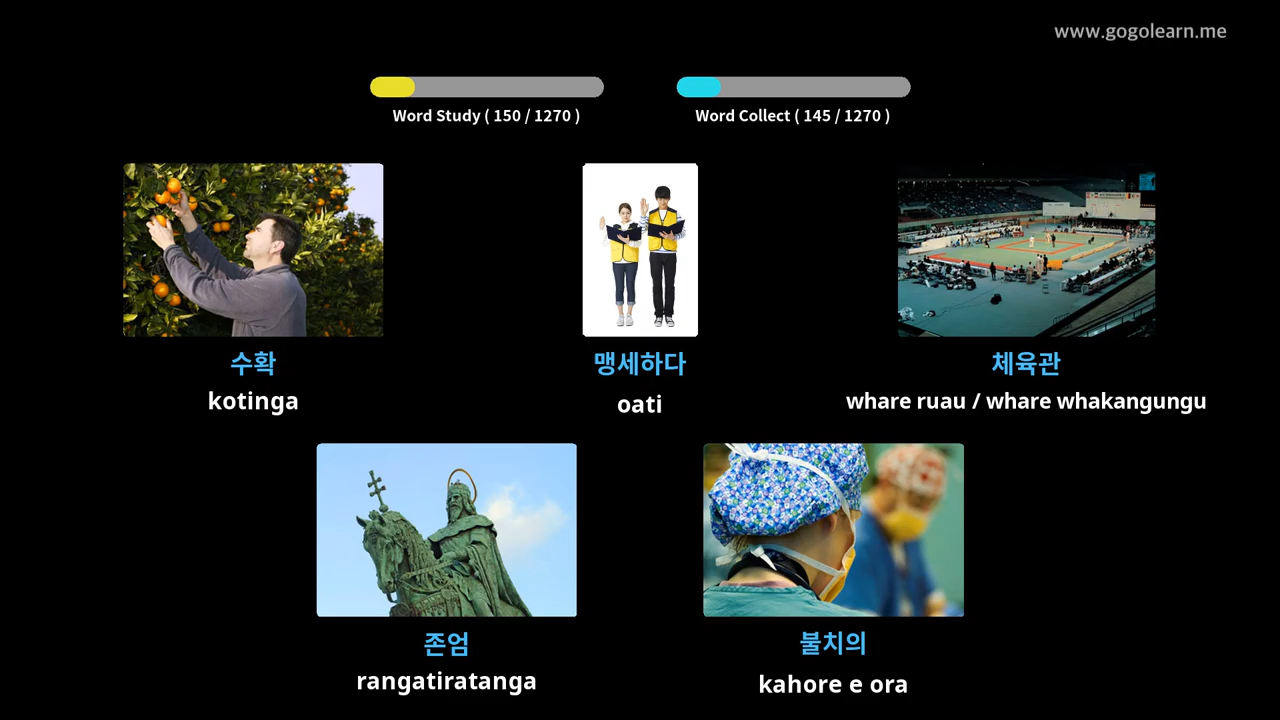 www.gogolearn.me
Word Study ( 150 / 1270 )
Word Collect ( 145 / 1270 )
수확
kotinga
맹세하다
oati
체육관
whare ruau / whare whakangungu
존엄
rangatiratanga
불치의
kahore e ora